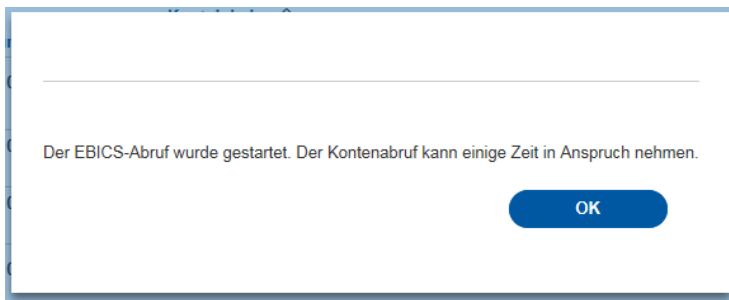 Der EBICS-Abruf wurde gestartet. Der Kontenabruf kann einige Zeit in Anspruch nehmen.
OK